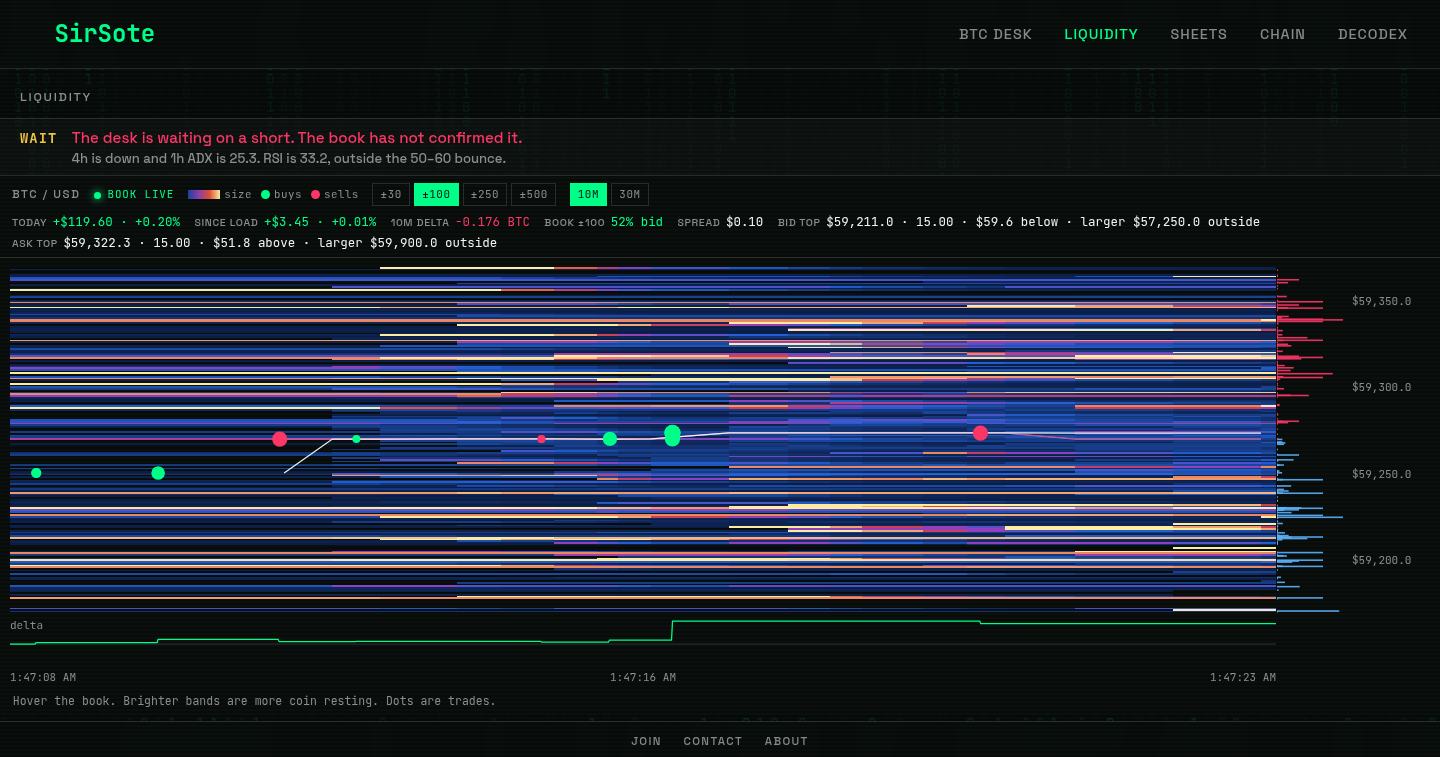 SirSote
BTC DESK LIQUIDITY SHEETS CHAIN DECODEX
LIQUIDITY
WAIT The desk is waiting on a short. The book has not confirmed it.
4h is down and 1h ADX is 25.3. RSI is 33.2, outside the 50–60 bounce.
BTC / USD BOOK LIVE size buys sells ±30 ±100 ±250 ±500 10M 30M
TODAY +$119.60 · +0.20% SINCE LOAD +$3.45 · +0.01% 10M DELTA -0.176 BTC BOOK ±100 52% bid SPREAD $0.10 BID TOP $59,211.0 · 15.00 · $59.6 below · larger $57,250.0 outside
ASK TOP $59,322.3 · 15.00 · $51.8 above · larger $59,900.0 outside
$59,350.0
$59,300.0
$59,250.0
$59,200.0
delta
1:47:08 AM 1:47:16 AM 1:47:23 AM
Hover the book. Brighter bands are more coin resting. Dots are trades.
JOIN CONTACT ABOUT